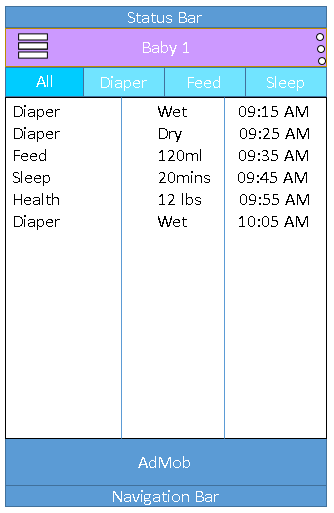 Status Bar
Baby 1
All Diaper Feed Sleep
Diaper Wet 09:15 AM
Diaper Dry 09:25 AM
Feed 120ml 09:35 AM
Sleep 20mins 09:45 AM
Health 12 lbs 09:55 AM
Diaper Wet 10:05 AM
AdMob
Navigation Bar